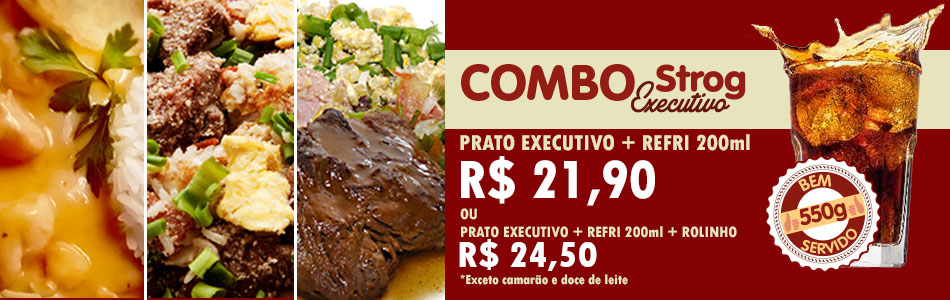 COMBO Strog
Executivo
PRATO EXECUTIVO + REFRI 200ml
R$ 21,90
OU
PRATO EXECUTIVO + REFRI 200ml + ROLINHO
R$ 24,50
*Exceto camarão e doce de leite
BEM
550g
SERVIDO